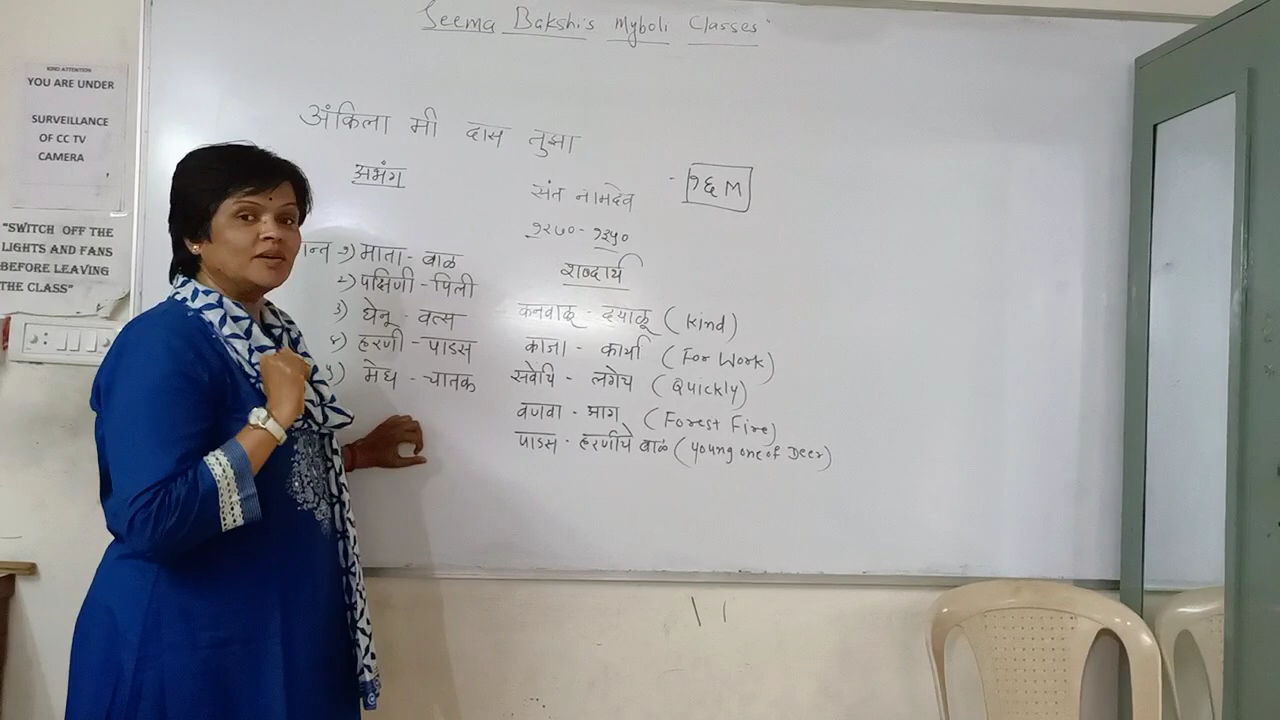 Seema Bakshi's Myboli Classes"
KIND ATTENTION
YOU ARE UNDER
SURVEILLANCE
OF CC TV
CAMERA
"SWITCH OFF THE
LIGHTS AND FANS
BEFORE LEAVING
THE CLASS"
अंकिला मी दास तुझा
अभंग
संत नामदेव
- १६ M
१२७० - १३५०
शब्दार्थ
१) माता - बाळ
२) पक्षिणी - पिली
३) धेनू - वत्स
४) हरणी - पाडस
५) मेघ - चातक
कनवाळू - दयाळू (Kind)
काजा - कार्या (For Work)
सवेचि - लगेच (Quickly)
वणवा - आग (Forest Fire)
पाडस - हरणीचे बाळ (Young one of Deer)